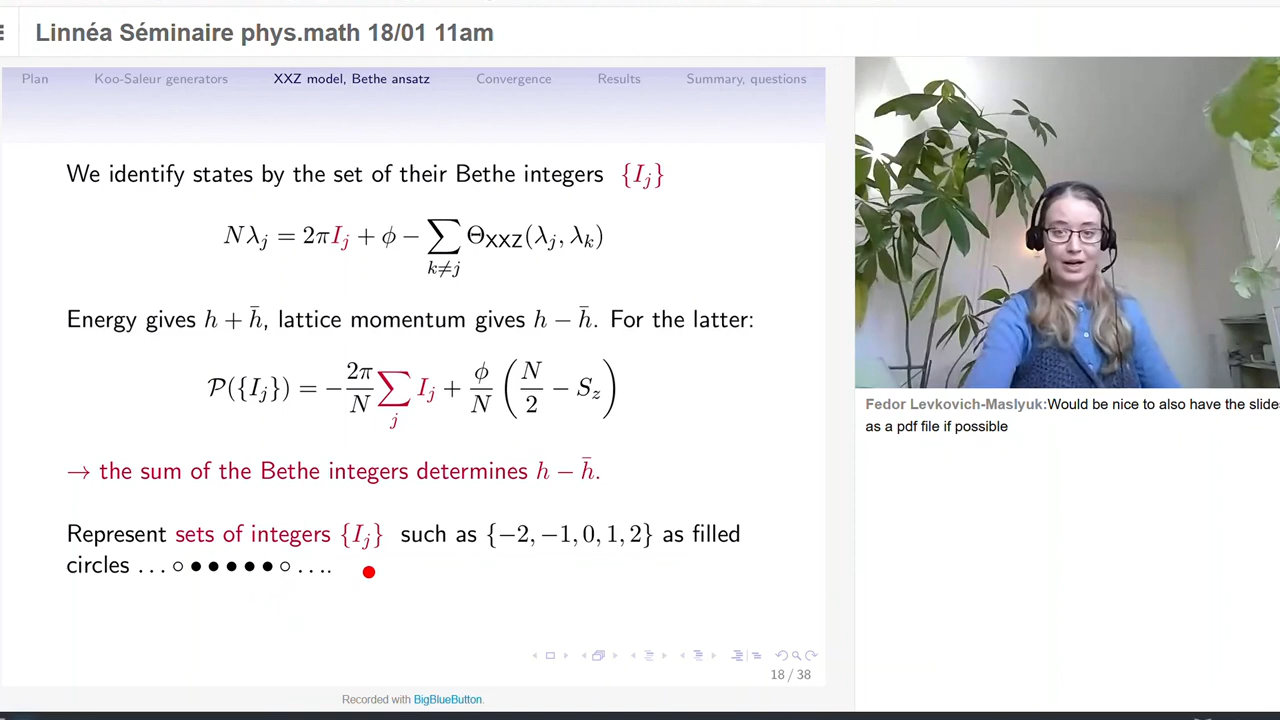 Linnéa Séminaire phys.math 18/01 11am
Plan Koo-Saleur generators XXZ model, Bethe ansatz Convergence Results Summary, questions
We identify states by the set of their Bethe integers {I_j}
Nλ_j = 2πI_j + ϕ − ∑_{k≠j} Θ_XXZ(λ_j, λ_k)
Energy gives h + h̄, lattice momentum gives h − h̄. For the latter:
𝒫({I_j}) = − 2π/N ∑_j I_j + ϕ/N (N/2 − S_z)
→ the sum of the Bethe integers determines h − h̄.
Represent sets of integers {I_j} such as {−2, −1, 0, 1, 2} as filled
circles ...○●●●●●○....
18 / 38
Recorded with BigBlueButton.
Fedor Levkovich-Maslyuk:Would be nice to also have the slide
as a pdf file if possible